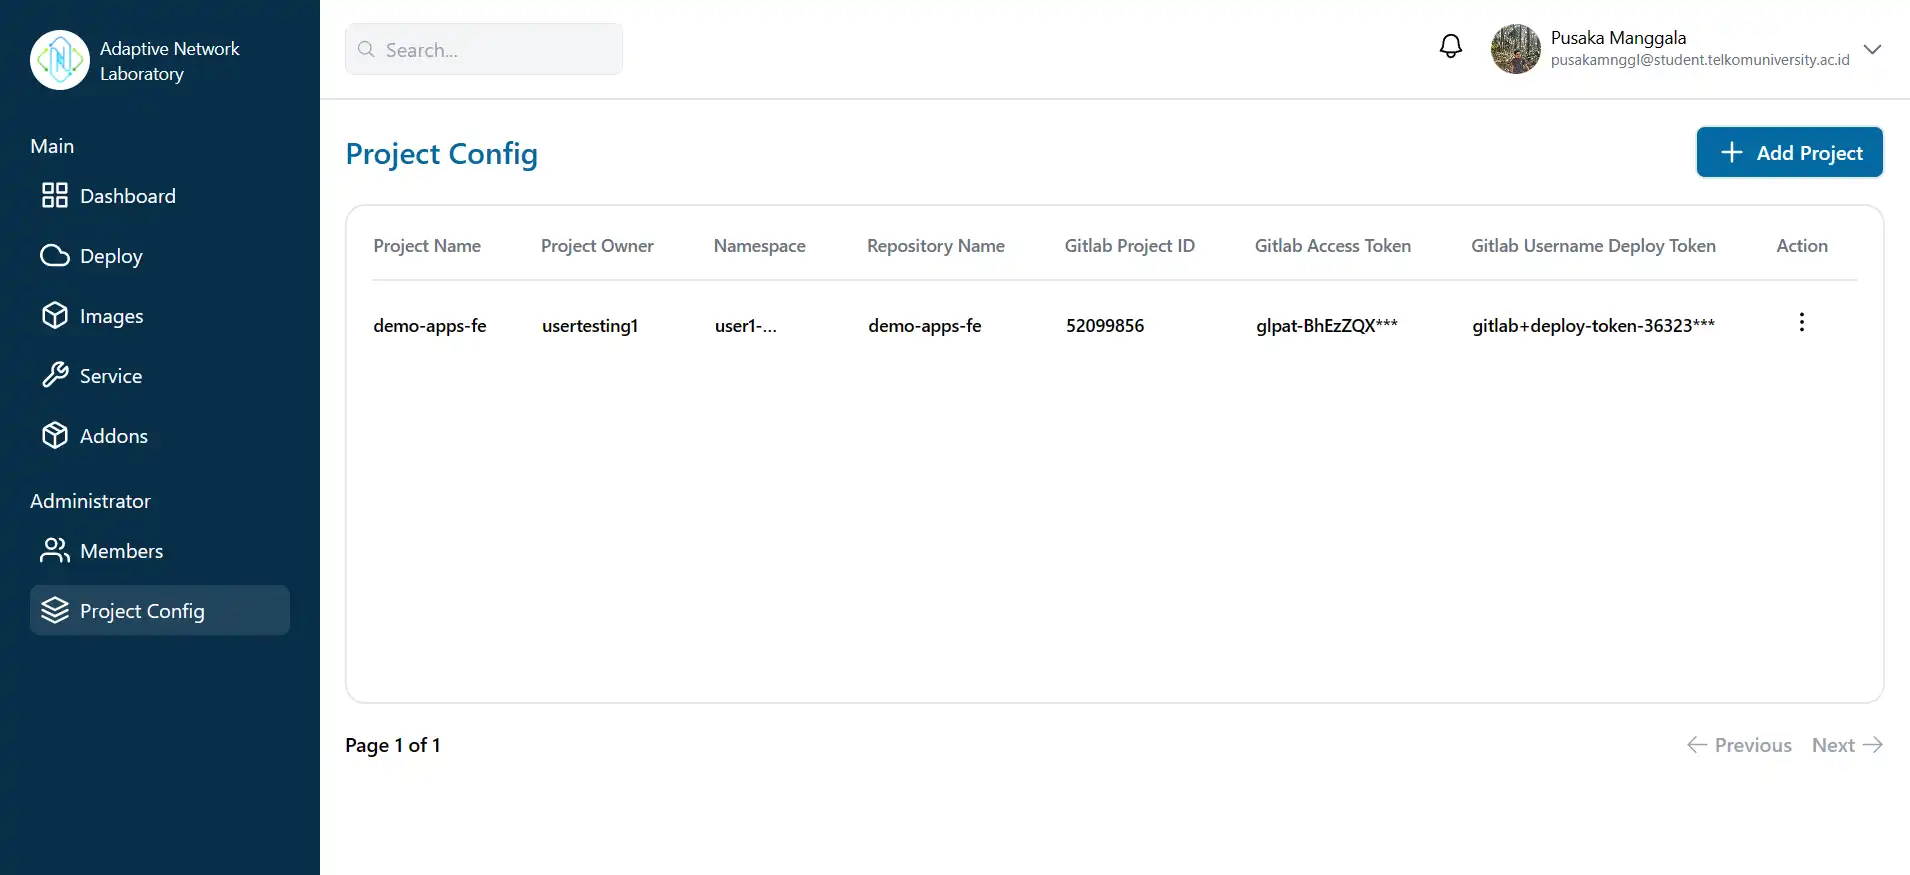 Adaptive Network
Laboratory
Main
Dashboard
Deploy
Images
Service
Addons
Administrator
Members
Project Config
Search...
Pusaka Manggala
pusakamnggl@student.telkomuniversity.ac.id
Project Config
Add Project
Project Name Project Owner Namespace Repository Name Gitlab Project ID Gitlab Access Token Gitlab Username Deploy Token Action
demo-apps-fe usertesting1 user1-... demo-apps-fe 52099856 glpat-BhEzZQX*** gitlab+deploy-token-36323***
Page 1 of 1
Previous Next